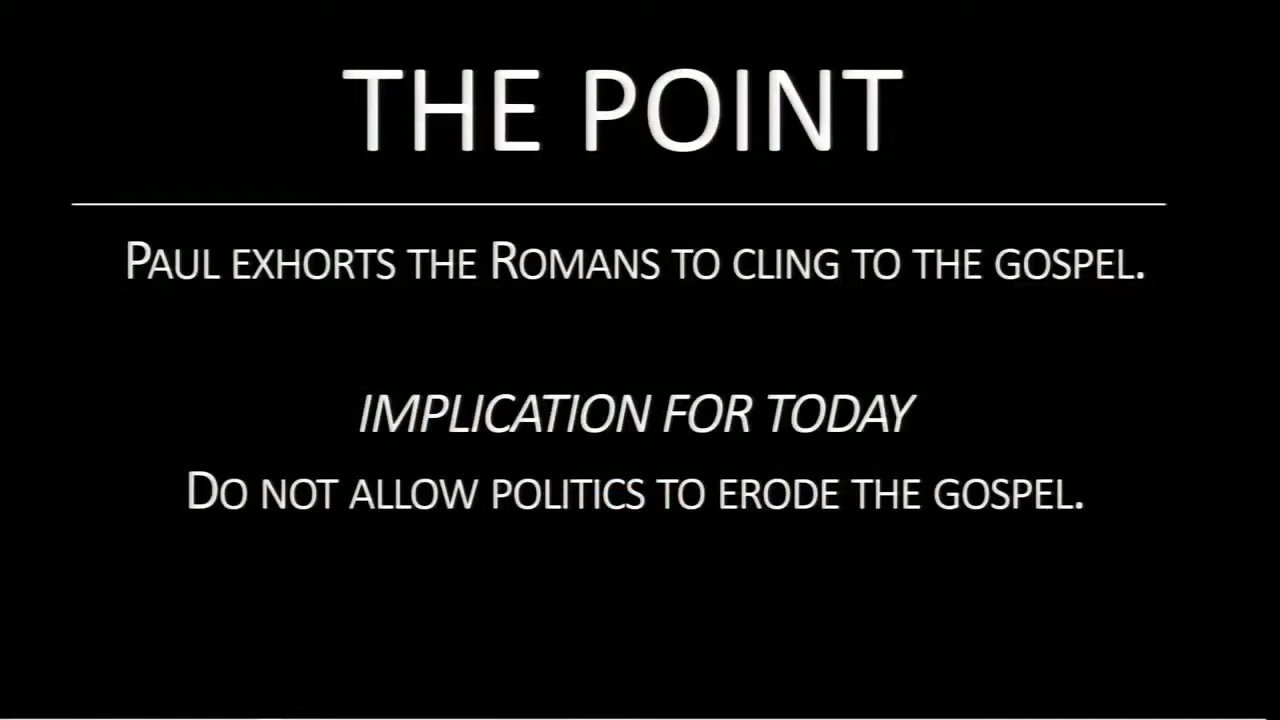 THE POINT
Paul exhorts the Romans to cling to the gospel.
IMPLICATION FOR TODAY
Do not allow politics to erode the gospel.